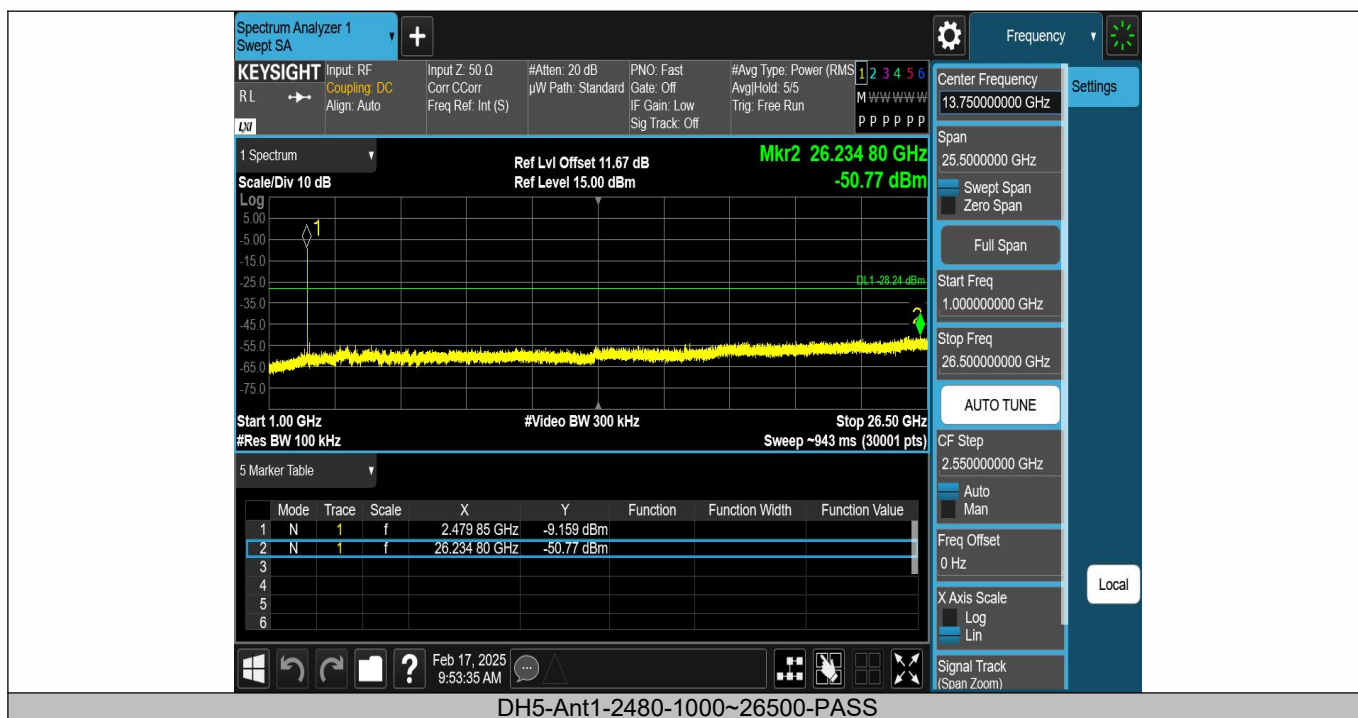 Spectrum Analyzer 1
Swept SA
+
Frequency
KEYSIGHT
RL
LXI
Input: RF
Coupling: DC
Align: Auto
Input Z: 50 Ω
Corr CCorr
Freq Ref: Int (S)
#Atten: 20 dB
µW Path: Standard
PNO: Fast
Gate: Off
IF Gain: Low
Sig Track: Off
#Avg Type: Power (RMS
Avg|Hold: 5/5
Trig: Free Run
1 2 3 4 5 6
M W W W W W
P P P P P P
1 Spectrum
Scale/Div 10 dB
Ref Lvl Offset 11.67 dB
Ref Level 15.00 dBm
Mkr2 26.234 80 GHz
-50.77 dBm
Log
5.00
-5.00
-15.0
-25.0
-35.0
-45.0
-55.0
-65.0
-75.0
1
DL1 -28.24 dBm
2
Start 1.00 GHz
#Video BW 300 kHz
Stop 26.50 GHz
#Res BW 100 kHz
Sweep ~943 ms (30001 pts)
5 Marker Table
Mode Trace Scale X Y Function Function Width Function Value
1 N 1 f 2.479 85 GHz -9.159 dBm
2 N 1 f 26.234 80 GHz -50.77 dBm
3
4
5
6
?
Feb 17, 2025
9:53:35 AM
Center Frequency
13.750000000 GHz
Settings
Span
25.5000000 GHz
Swept Span
Zero Span
Full Span
Start Freq
1.000000000 GHz
Stop Freq
26.500000000 GHz
AUTO TUNE
CF Step
2.550000000 GHz
Auto
Man
Freq Offset
0 Hz
Local
X Axis Scale
Log
Lin
Signal Track
(Span Zoom)
DH5-Ant1-2480-1000~26500-PASS